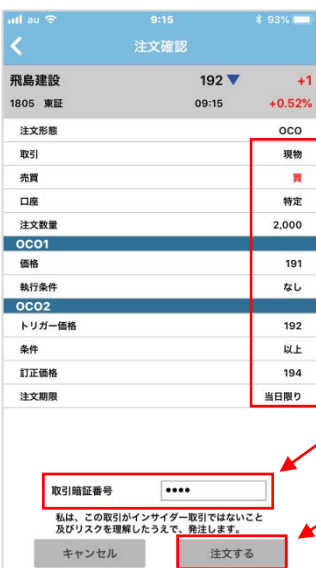 au 9:15 93%
注文確認
飛島建設 192 ▼ +1
1805 東証 09:15 +0.52%
注文形態 OCO
取引 現物
売買 買
口座 特定
注文数量 2,000
OCO1
価格 191
執行条件 なし
OCO2
トリガー価格 192
条件 以上
訂正価格 194
注文期限 当日限り
取引暗証番号 ••••
私は、この取引がインサイダー取引ではないこと
及びリスクを理解したうえで、発注します。
キャンセル 注文する